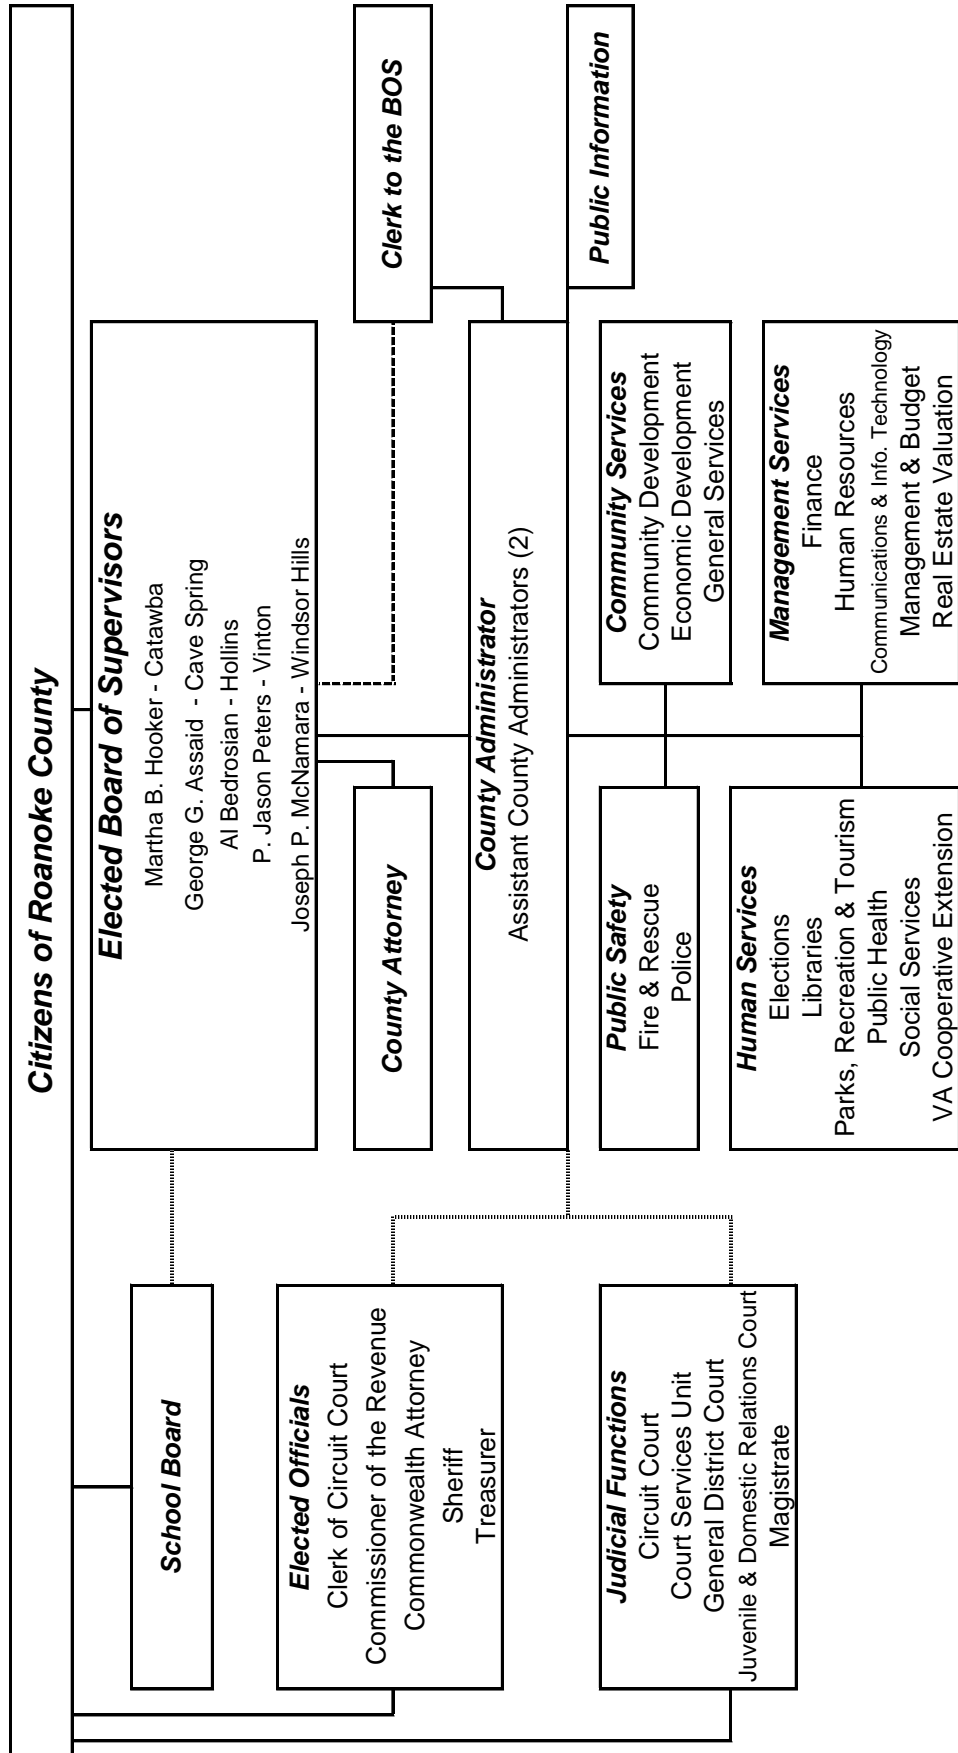 Citizens of Roanoke County
School Board
Elected Board of Supervisors
Martha B. Hooker - Catawba
George G. Assaid - Cave Spring
Al Bedrosian - Hollins
P. Jason Peters - Vinton
Joseph P. McNamara - Windsor Hills
Elected Officials
Clerk of Circuit Court
Commissioner of the Revenue
Commonwealth Attorney
Sheriff
Treasurer
County Attorney
Clerk to the BOS
County Administrator
Assistant County Administrators (2)
Public Information
Judicial Functions
Circuit Court
Court Services Unit
General District Court
Juvenile & Domestic Relations Court
Magistrate
Public Safety
Fire & Rescue
Police
Community Services
Community Development
Economic Development
General Services
Human Services
Elections
Libraries
Parks, Recreation & Tourism
Public Health
Social Services
VA Cooperative Extension
Management Services
Finance
Human Resources
Communications & Info. Technology
Management & Budget
Real Estate Valuation